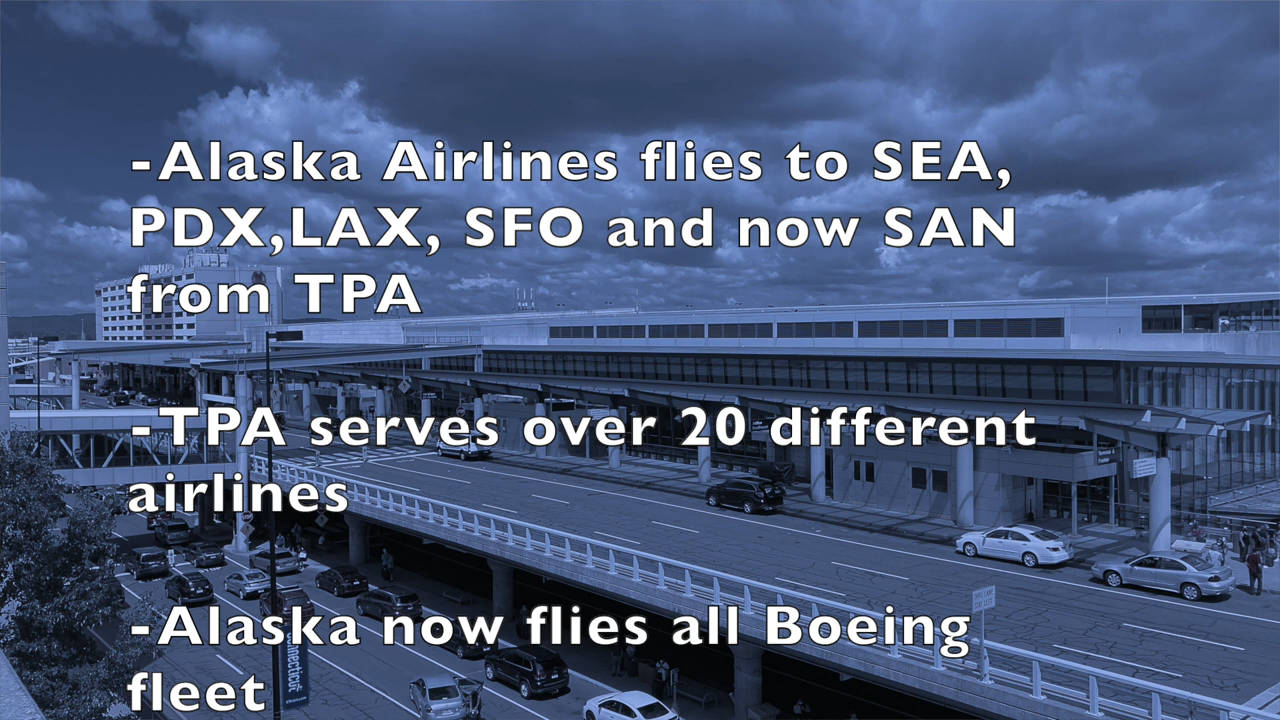 -Alaska Airlines flies to SEA,
PDX,LAX, SFO and now SAN
from TPA
-TPA serves over 20 different
airlines
-Alaska now flies all Boeing
fleet
Connecticut